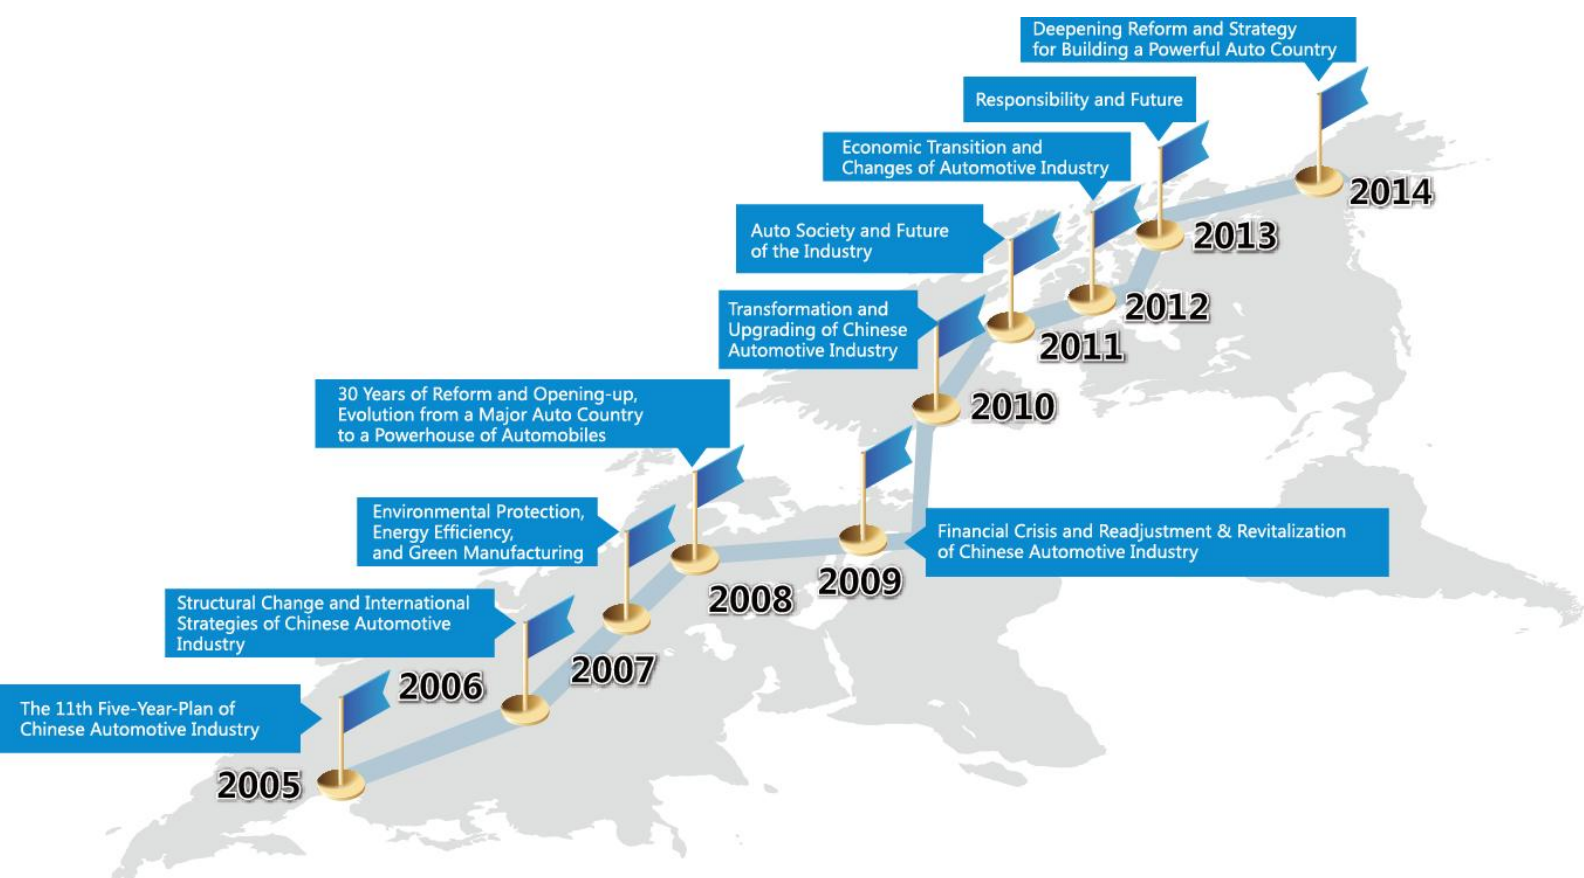 Deepening Reform and Strategy
for Building a Powerful Auto Country
Responsibility and Future
Economic Transition and
Changes of Automotive Industry
2014
2013
Auto Society and Future
of the Industry
2012
Transformation and
Upgrading of Chinese
Automotive Industry
2011
2010
30 Years of Reform and Opening-up,
Evolution from a Major Auto Country
to a Powerhouse of Automobiles
Environmental Protection,
Energy Efficiency,
and Green Manufacturing
Financial Crisis and Readjustment & Revitalization
of Chinese Automotive Industry
2009
2008
Structural Change and International
Strategies of Chinese Automotive
Industry
2007
2006
The 11th Five-Year-Plan of
Chinese Automotive Industry
2005